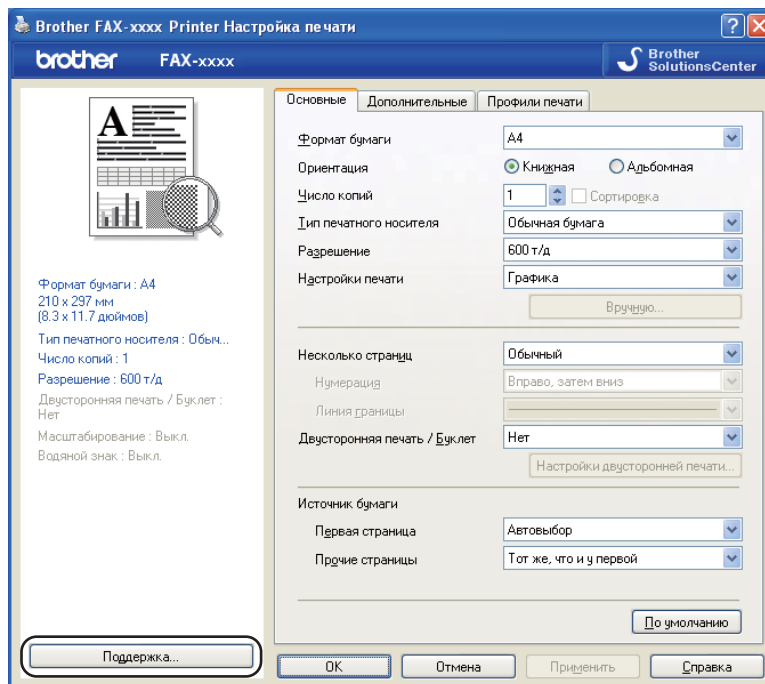 Brother FAX-xxxx Printer Настройка печати
brother FAX-xxxx
Brother
SolutionsCenter
A
Формат бумаги : A4
210 x 297 мм
(8.3 x 11.7 дюймов)
Тип печатного носителя : Обыч...
Число копий : 1
Разрешение : 600 т/д
Двусторонняя печать / Буклет :
Нет
Масштабирование : Выкл.
Водяной знак : Выкл.
Поддержка...
Основные Дополнительные Профили печати
Формат бумаги A4
Ориентация Книжная Альбомная
Число копий 1 Сортировка
Тип печатного носителя Обычная бумага
Разрешение 600 т/д
Настройки печати Графика
Вручную...
Несколько страниц Обычный
Нумерация Вправо, затем вниз
Линия границы
Двусторонняя печать / Буклет Нет
Настройки двусторонней печати...
Источник бумаги
Первая страница Автовыбор
Прочие страницы Тот же, что и у первой
По умолчанию
OK Отмена Применить Справка